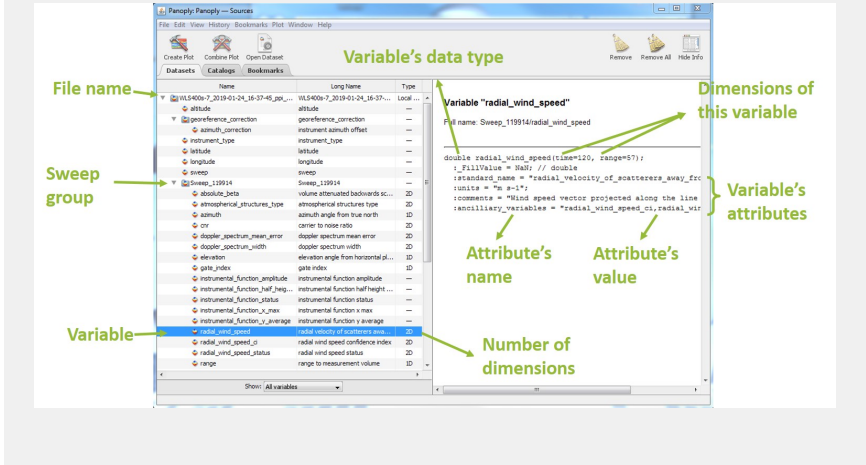 Panoply: Panoply — Sources
File Edit View History Bookmarks Plot Window Help
Create Plot Combine Plot Open Dataset
Remove Remove All Hide Info
Variable's data type
Datasets Catalogs Bookmarks
File name
Name Long Name Type
WLS400s-7_2019-01-24_16-37-45_ppi_... WLS400s-7_2019-01-24_16-37-... Local ...
altitude altitude —
georeference_correction georeference_correction
azimuth_correction instrument azimuth offset —
instrument_type instrument_type —
latitude latitude —
longitude longitude —
sweep sweep —
Sweep
group
Sweep_119914 Sweep_119914 —
absolute_beta volume attenuated backwards sc... 2D
atmospherical_structures_type atmospherical structures type 2D
azimuth azimuth angle from true north 1D
cnr carrier to noise ratio 2D
doppler_spectrum_mean_error doppler spectrum mean error 2D
doppler_spectrum_width doppler spectrum width 2D
elevation elevation angle from horizontal pl... 1D
gate_index gate index 1D
instrumental_function_amplitude instrumental function amplitude —
instrumental_function_half_heig... instrumental function half height ... —
instrumental_function_status instrumental function status —
instrumental_function_x_max instrumental function x max —
instrumental_function_y_average instrumental function y average —
Variable
radial_wind_speed radial velocity of scatterers awa... 2D
radial_wind_speed_ci radial wind speed confidence index 2D
radial_wind_speed_status radial wind speed status 2D
range range to measurement volume 1D
Show: All variables
Dimensions of
this variable
Variable "radial_wind_speed"
Full name: Sweep_119914/radial_wind_speed
double radial_wind_speed(time=120, range=57);
:_FillValue = NaN; // double
:standard_name = "radial_velocity_of_scatterers_away_fro
:units = "m s-1";
:comments = "Wind speed vector projected along the line
:ancilliary_variables = "radial_wind_speed_ci,radial_win
Variable's
attributes
Attribute's
name
Attribute's
value
Number of
dimensions